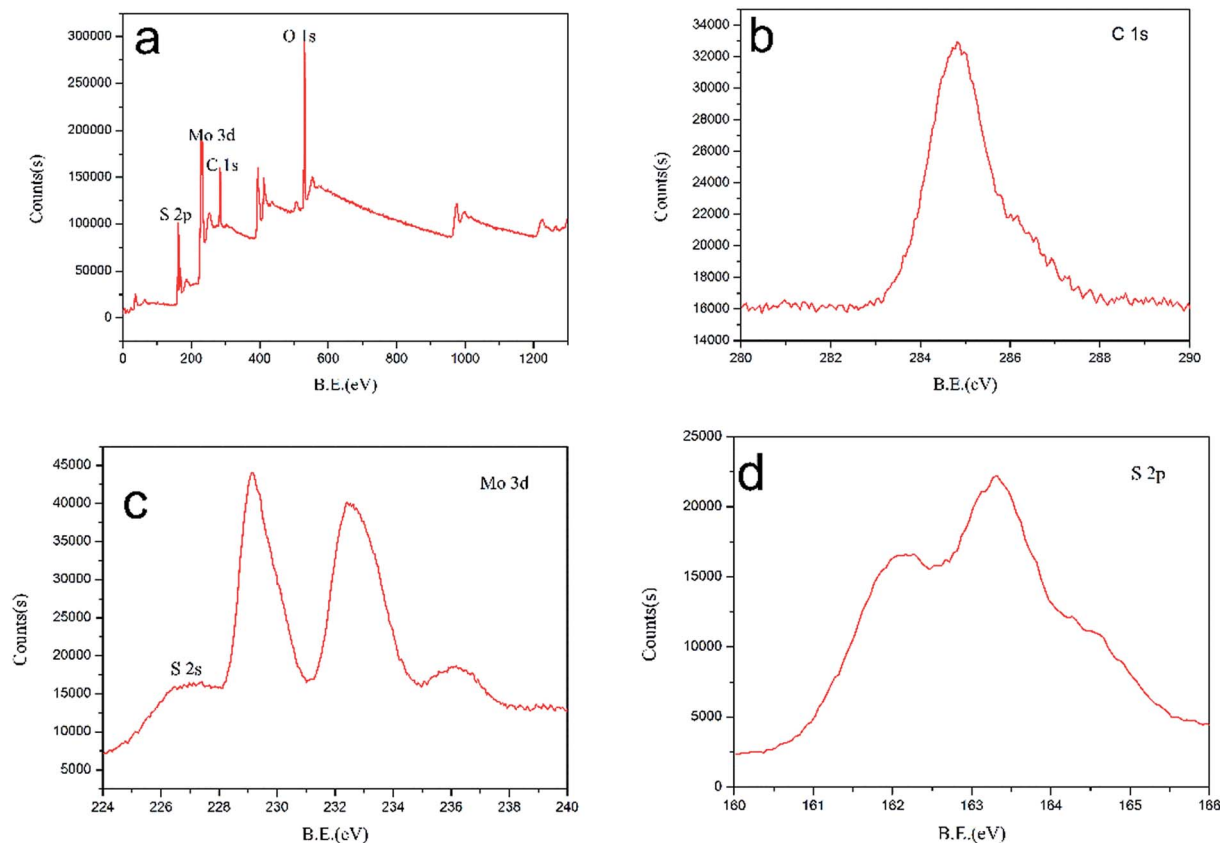 a
O 1s
Mo 3d
C 1s
S 2p
300000
250000
200000
150000
100000
50000
0
Counts(s)
0 200 400 600 800 1000 1200
B.E.(eV)
b
C 1s
34000
32000
30000
28000
26000
24000
22000
20000
18000
16000
14000
Counts(s)
280 282 284 286 288 290
B.E.(eV)
c
Mo 3d
S 2s
45000
40000
35000
30000
25000
20000
15000
10000
5000
Counts(s)
224 226 228 230 232 234 236 238 240
B.E.(eV)
d
S 2p
25000
20000
15000
10000
5000
0
Counts(s)
160 161 162 163 164 165 166
B.E.(eV)